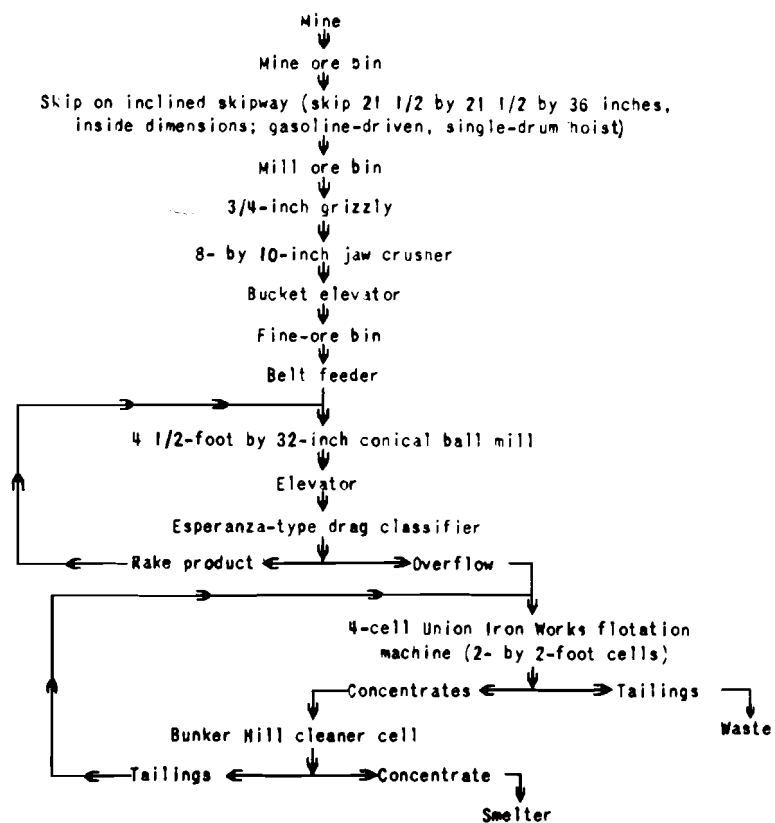 Mine
Mine ore bin
Skip on inclined skipway (skip 21 1/2 by 21 1/2 by 36 inches,
inside dimensions; gasoline-driven, single-drum hoist)
Mill ore bin
3/4-inch grizzly
8- by 10-inch jaw crusner
Bucket elevator
Fine-ore bin
Belt feeder
4 1/2-foot by 32-inch conical ball mill
Elevator
Esperanza-type drag classifier
Rake product Overflow
4-cell Union Iron Works flotation
machine (2- by 2-foot cells)
Concentrates Tailings
Waste
Bunker Hill cleaner cell
Tailings Concentrate
Smelter